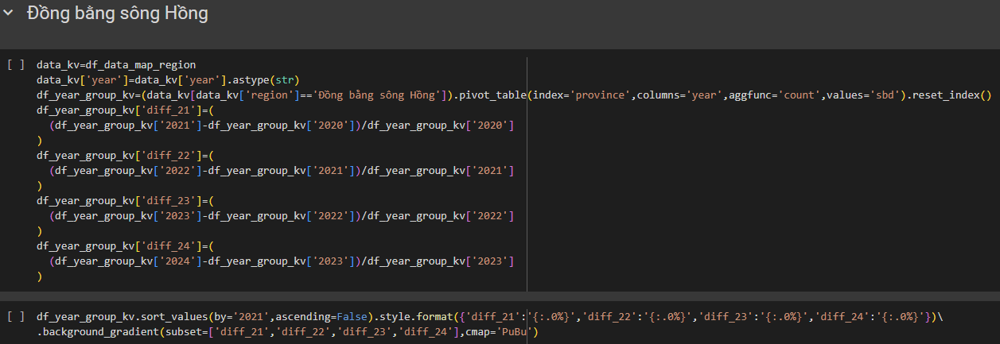 Đồng bằng sông Hồng
[ ] data_kv=df_data_map_region
data_kv['year']=data_kv['year'].astype(str)
df_year_group_kv=(data_kv[data_kv['region']=='Đồng bằng sông Hồng']).pivot_table(index='province',columns='year',aggfunc='count',values='sbd').reset_index()
df_year_group_kv['diff_21']=(
(df_year_group_kv['2021']-df_year_group_kv['2020'])/df_year_group_kv['2020']
)
df_year_group_kv['diff_22']=(
(df_year_group_kv['2022']-df_year_group_kv['2021'])/df_year_group_kv['2021']
)
df_year_group_kv['diff_23']=(
(df_year_group_kv['2023']-df_year_group_kv['2022'])/df_year_group_kv['2022']
)
df_year_group_kv['diff_24']=(
(df_year_group_kv['2024']-df_year_group_kv['2023'])/df_year_group_kv['2023']
)
[ ] df_year_group_kv.sort_values(by='2021',ascending=False).style.format({'diff_21':'{:.0%}','diff_22':'{:.0%}','diff_23':'{:.0%}','diff_24':'{:.0%}'})\
.background_gradient(subset=['diff_21','diff_22','diff_23','diff_24'],cmap='PuBu')